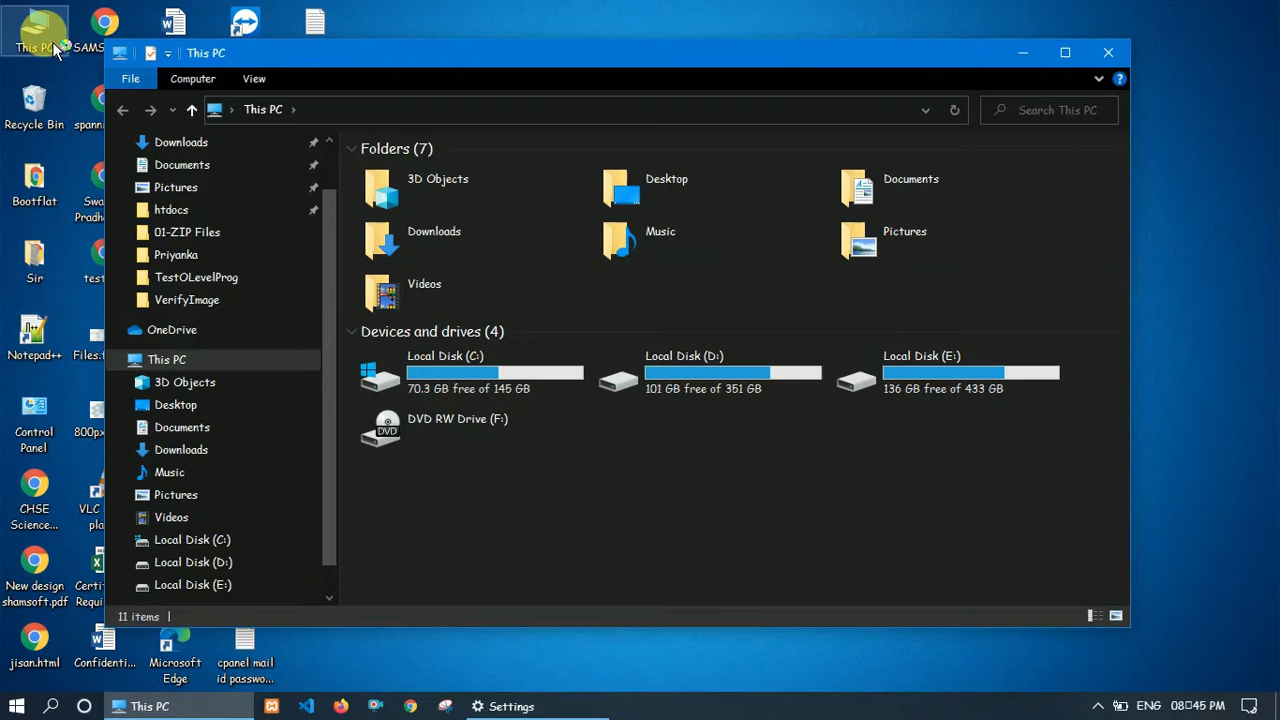 This PC
SAMS
Recycle Bin
spanni
Bootflat
Swa
Pradh
Sir
test
Notepad++
Files.f
Control
Panel
800px
CHSE
Science...
VLC
pla
New design
shamsoft.pdf
Certi
Requi
jisan.html
Confidenti...
Microsoft
Edge
cpanel mail
id passwo...
This PC
File
Computer
View
This PC
Search This PC
Downloads
Documents
Pictures
htdocs
01-ZIP Files
Priyanka
TestOLevelProg
VerifyImage
OneDrive
This PC
3D Objects
Desktop
Documents
Downloads
Music
Pictures
Videos
Local Disk (C:)
Local Disk (D:)
Local Disk (E:)
Folders (7)
3D Objects
Desktop
Documents
Downloads
Music
Pictures
Videos
Devices and drives (4)
Local Disk (C:)
70.3 GB free of 145 GB
Local Disk (D:)
101 GB free of 351 GB
Local Disk (E:)
136 GB free of 433 GB
DVD
DVD RW Drive (F:)
11 items
This PC
Settings
ENG
08:45 PM